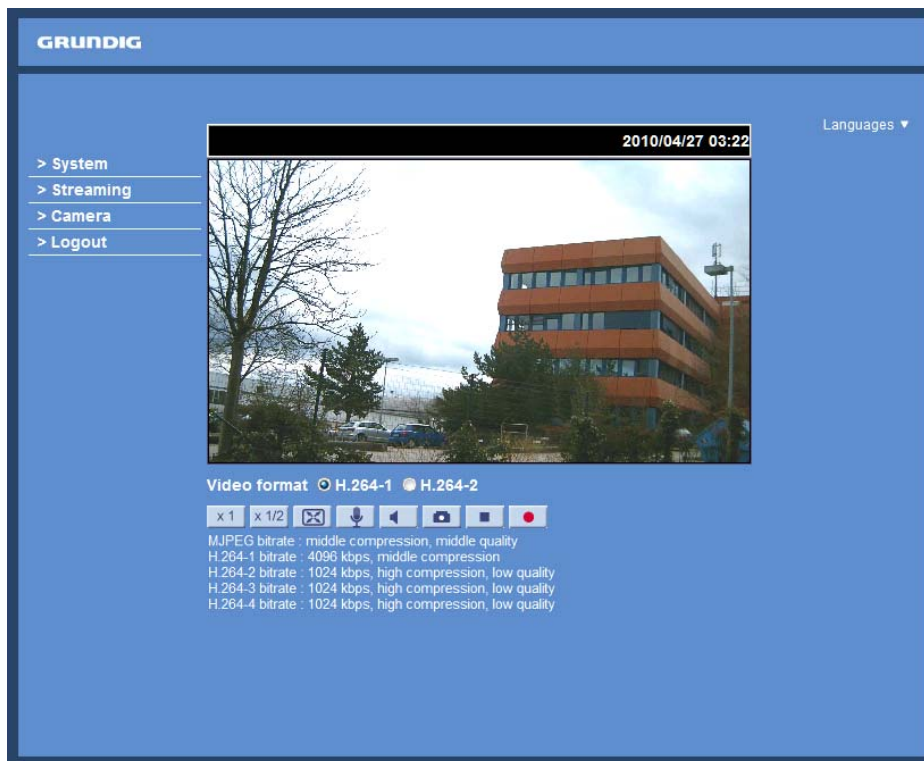 GRUNDIG
Languages ▼
2010/04/27 03:22
> System
> Streaming
> Camera
> Logout
Video format H.264-1 H.264-2
x 1 x 1/2
MJPEG bitrate : middle compression, middle quality
H.264-1 bitrate : 4096 kbps, middle compression
H.264-2 bitrate : 1024 kbps, high compression, low quality
H.264-3 bitrate : 1024 kbps, high compression, low quality
H.264-4 bitrate : 1024 kbps, high compression, low quality